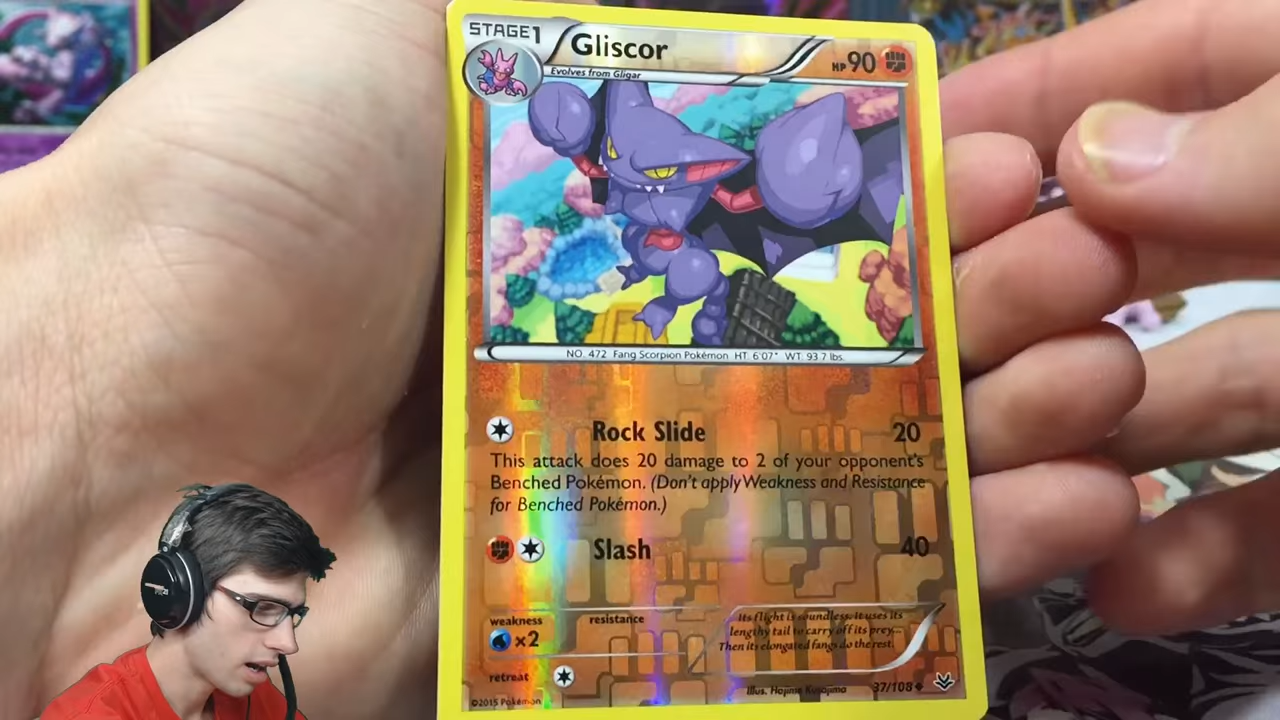 STAGE1
Gliscor
HP90
Evolves from Gligar
NO. 472 Fang Scorpion Pokémon HT. 6'07" WT. 93.7 lbs.
Rock Slide 20
This attack does 20 damage to 2 of your opponent's
Benched Pokémon. (Don't apply Weakness and Resistance
for Benched Pokémon.)
Slash 40
weakness
×2
resistance
retreat
Its flight is soundless. It uses its
lengthy tail to carry off its prey.
Then its elongated fangs do the rest.
Illus. Hajime Kusajima
37/108
©2015 Pokémon